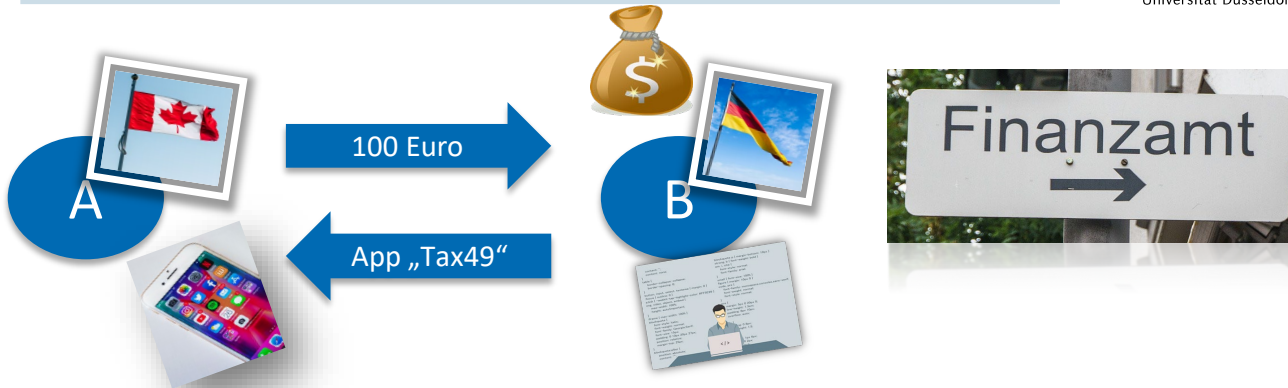 Universität Düsseldorf
$
A
100 Euro
B
App „Tax49“
Finanzamt